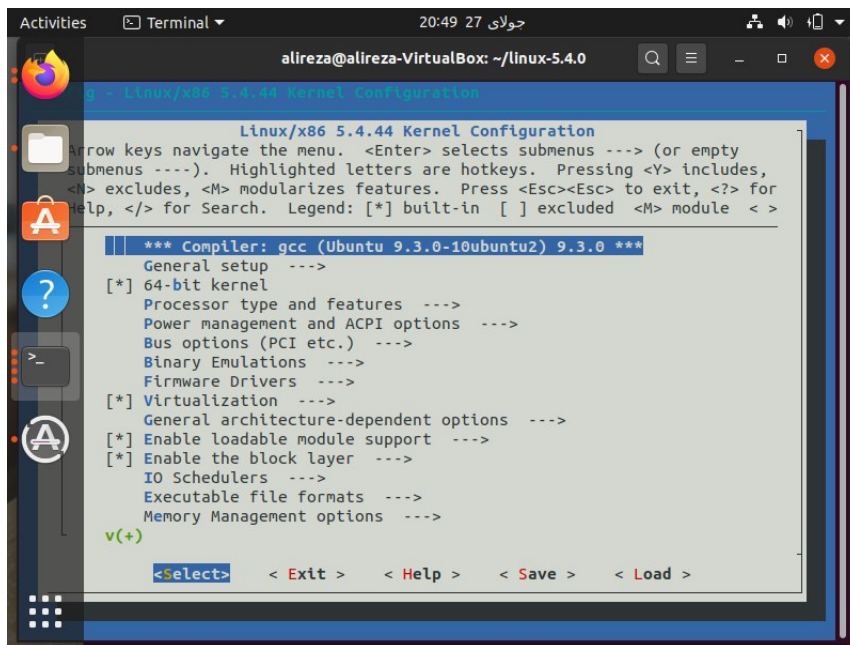 Activities Terminal 20:49 27 جولای
alireza@alireza-VirtualBox: ~/linux-5.4.0
g - Linux/x86 5.4.44 Kernel Configuration
Linux/x86 5.4.44 Kernel Configuration
Arrow keys navigate the menu. <Enter> selects submenus ---> (or empty
submenus ----). Highlighted letters are hotkeys. Pressing <Y> includes,
<N> excludes, <M> modularizes features. Press <Esc><Esc> to exit, <?> for
Help, </> for Search. Legend: [*] built-in [ ] excluded <M> module < >
*** Compiler: gcc (Ubuntu 9.3.0-10ubuntu2) 9.3.0 ***
General setup --->
[*] 64-bit kernel
Processor type and features --->
Power management and ACPI options --->
Bus options (PCI etc.) --->
Binary Emulations --->
Firmware Drivers --->
[*] Virtualization --->
General architecture-dependent options --->
[*] Enable loadable module support --->
[*] Enable the block layer --->
IO Schedulers --->
Executable file formats --->
Memory Management options --->
v(+)
<Select> < Exit > < Help > < Save > < Load >